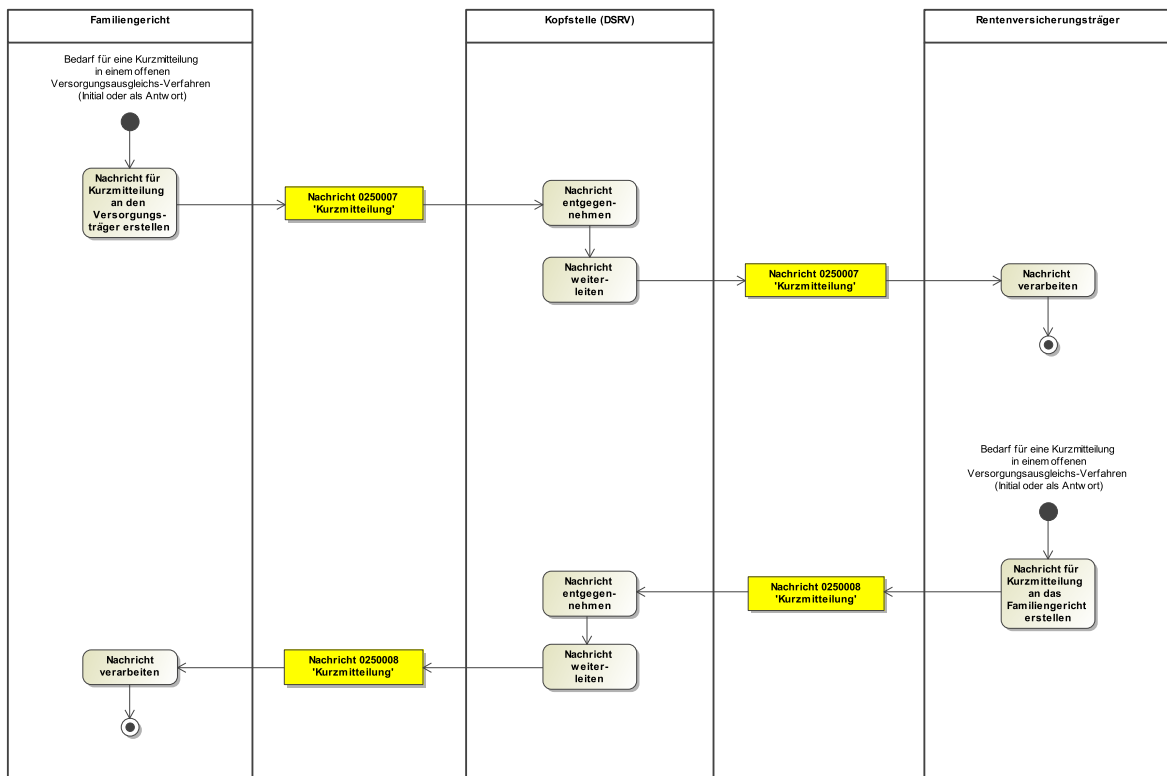 Familiengericht
Kopfstelle (DSRV)
Rentenversicherungsträger
Bedarf für eine Kurzmitteilung
in einem offenen
Versorgungsausgleichs-Verfahren
(Initial oder als Antwort)
Nachricht für
Kurzmitteilung
an den
Versorgungs-
träger erstellen
Nachricht 0250007
'Kurzmitteilung'
Nachricht
entgegen-
nehmen
Nachricht
weiter-
leiten
Nachricht 0250007
'Kurzmitteilung'
Nachricht
verarbeiten
Bedarf für eine Kurzmitteilung
in einem offenen
Versorgungsausgleichs-Verfahren
(Initial oder als Antwort)
Nachricht für
Kurzmitteilung
an das
Familiengericht
erstellen
Nachricht 0250008
'Kurzmitteilung'
Nachricht
entgegen-
nehmen
Nachricht
weiter-
leiten
Nachricht 0250008
'Kurzmitteilung'
Nachricht
verarbeiten